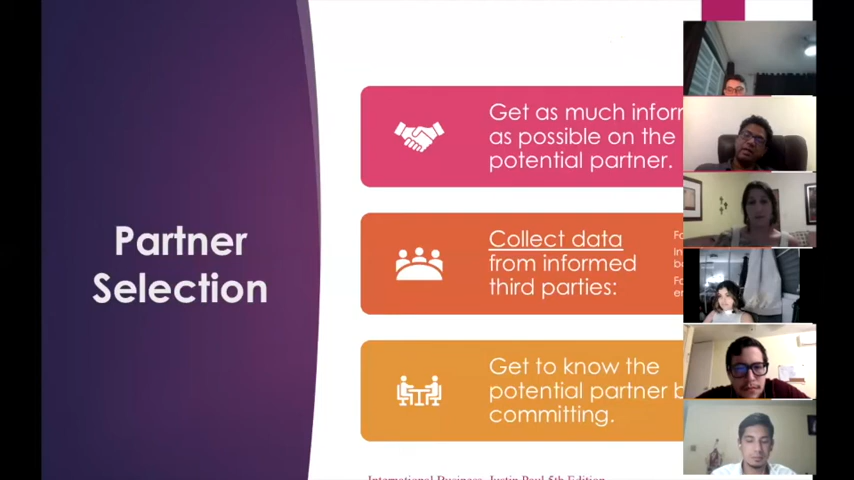 Partner
Selection
Get as much
as possible on the
potential partner.
Collect data
from informed
third parties:
Get to know the
potential partner
committing.
International Business, Justin Paul 5th Edition